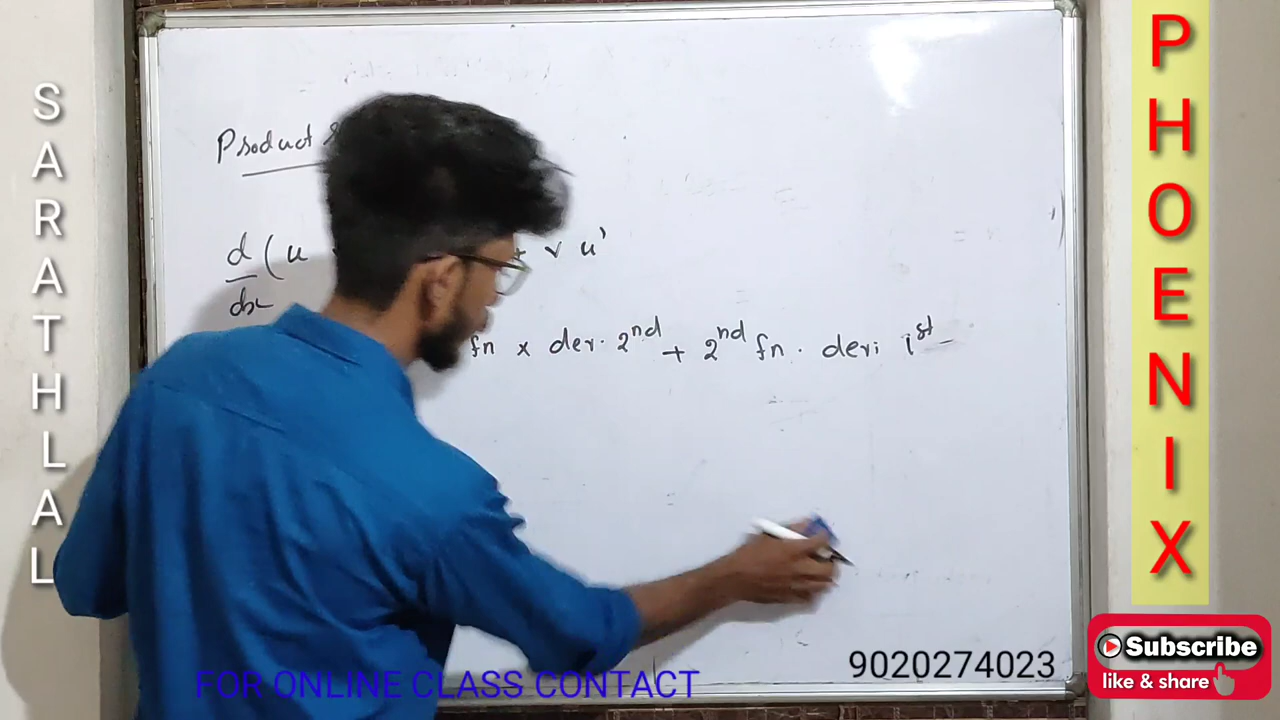 SARATHLAL
Product
d/dx (u + v u'
fn x der. 2nd + 2nd fn . deri 1st
FOR ONLINE CLASS CONTACT
9020274023
PHOENIX
Subscribe
like & share